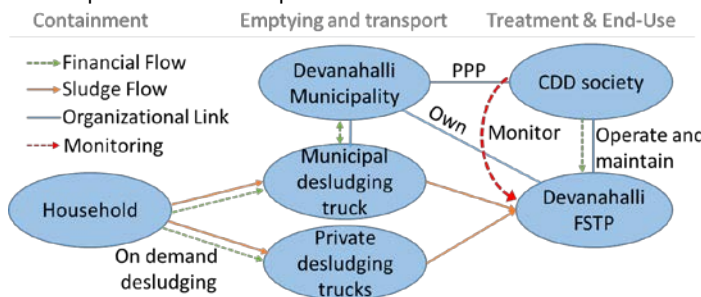 Containment
Emptying and transport
Treatment & End-Use
Financial Flow
Sludge Flow
Organizational Link
Monitoring
Devanahalli
Municipality
PPP
CDD society
Own
Monitor
Operate and
maintain
Municipal
desludging
truck
Household
Devanahalli
FSTP
On demand
desludging
Private
desludging
trucks